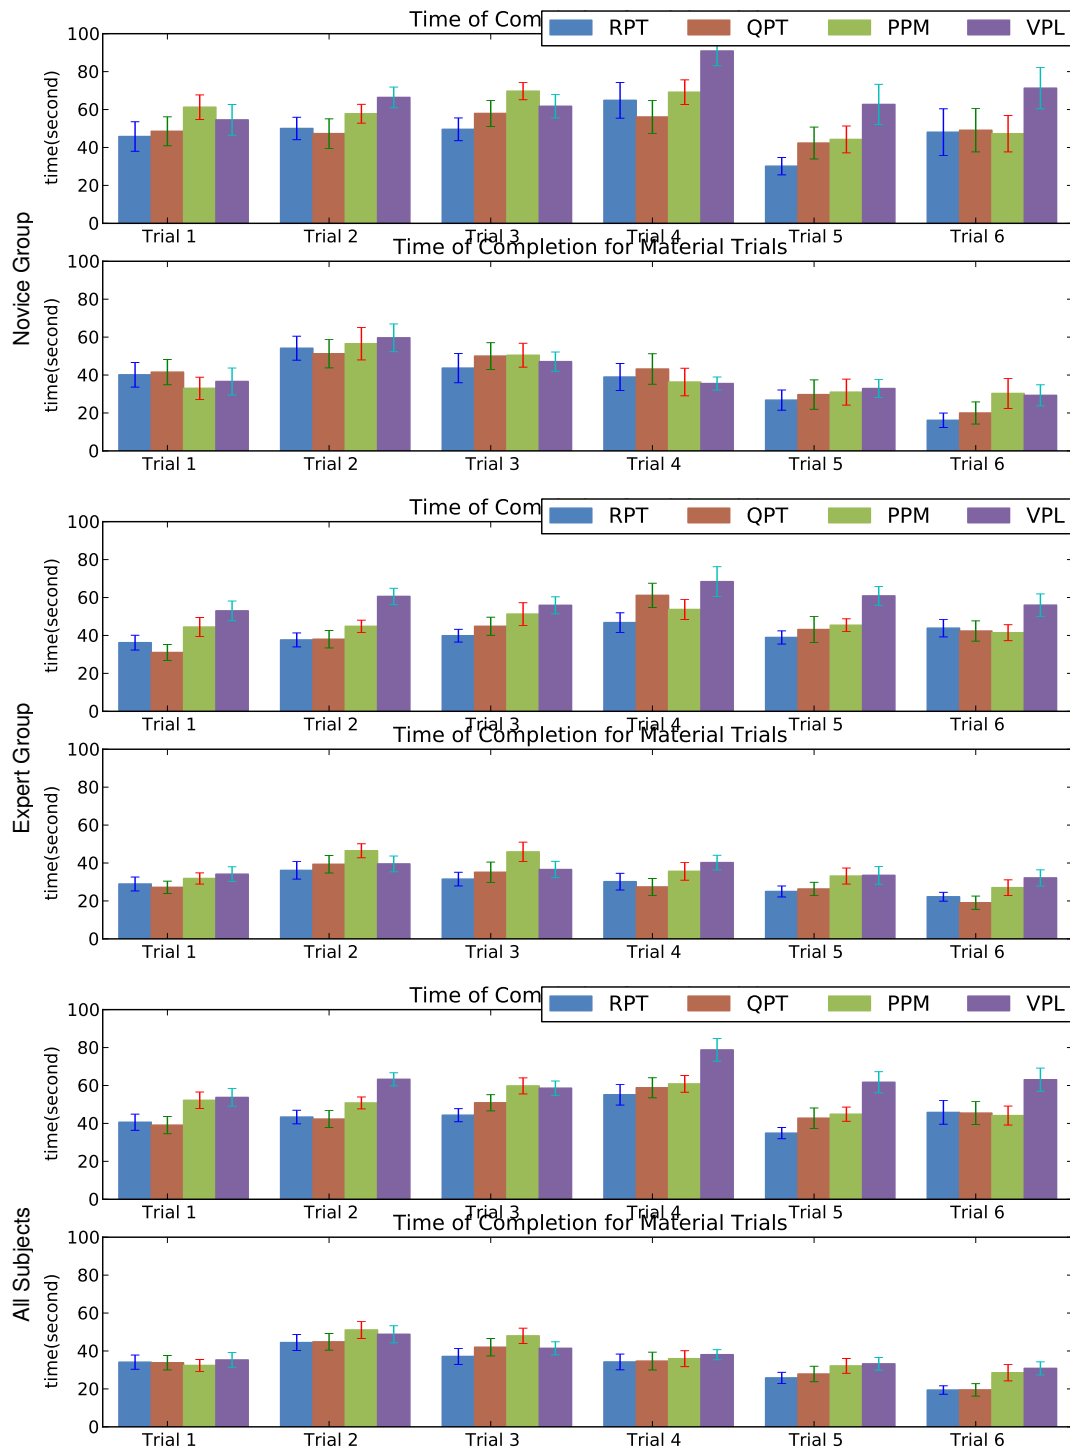 Time of Com
RPT QPT PPM VPL
100
80
60
40
20
0
time(second)
Trial 1 Trial 2 Trial 3 Trial 4 Trial 5 Trial 6
Novice Group
Time of Completion for Material Trials
100
80
60
40
20
0
time(second)
Trial 1 Trial 2 Trial 3 Trial 4 Trial 5 Trial 6
Time of Com
RPT QPT PPM VPL
100
80
60
40
20
0
time(second)
Trial 1 Trial 2 Trial 3 Trial 4 Trial 5 Trial 6
Expert Group
Time of Completion for Material Trials
100
80
60
40
20
0
time(second)
Trial 1 Trial 2 Trial 3 Trial 4 Trial 5 Trial 6
Time of Com
RPT QPT PPM VPL
100
80
60
40
20
0
time(second)
Trial 1 Trial 2 Trial 3 Trial 4 Trial 5 Trial 6
All Subjects
Time of Completion for Material Trials
100
80
60
40
20
0
time(second)
Trial 1 Trial 2 Trial 3 Trial 4 Trial 5 Trial 6